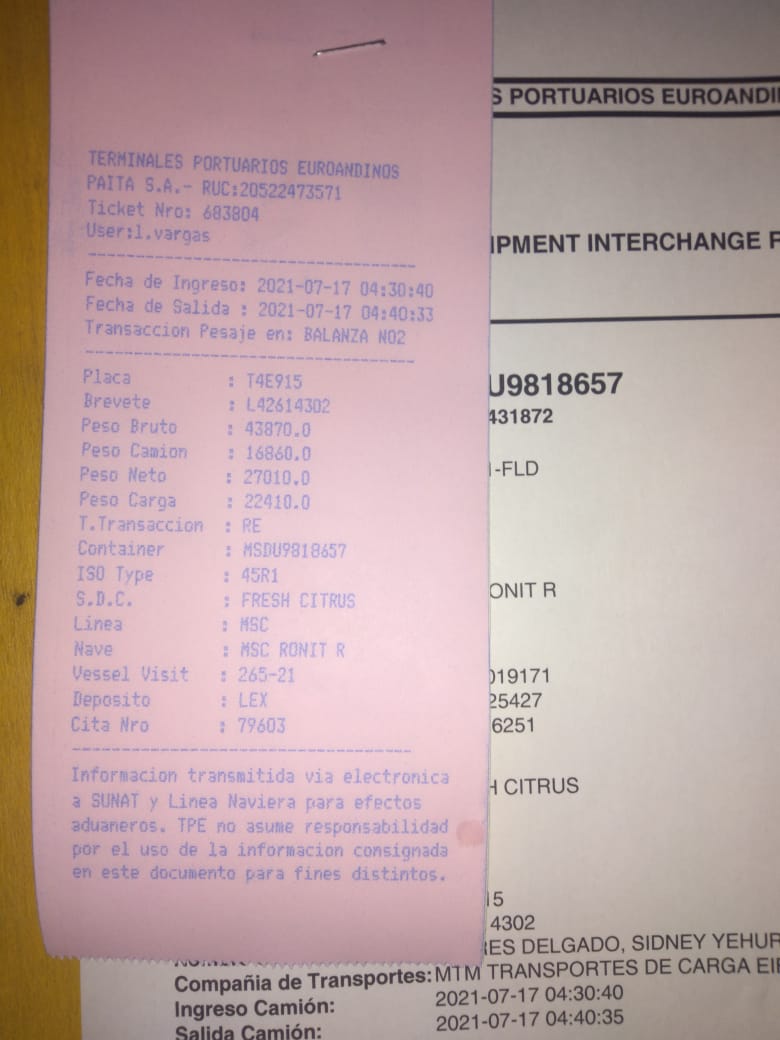 TERMINALES PORTUARIOS EUROANDINOS
PAITA S.A.- RUC:20522473571
Ticket Nro: 683804
User:l.vargas
Fecha de Ingreso: 2021-07-17 04:30:40
Fecha de Salida : 2021-07-17 04:40:33
Transaccion Pesaje en: BALANZA NO2
Placa : T4E915
Brevete : L42614302
Peso Bruto : 43870.0
Peso Camion : 16860.0
Peso Neto : 27010.0
Peso Carga : 22410.0
T.Transaccion : RE
Container : MSDU9818657
ISO Type : 45R1
S.D.C. : FRESH CITRUS
Linea : MSC
Nave : MSC RONIT R
Vessel Visit : 265-21
Deposito : LEX
Cita Nro : 79603
Informacion transmitida via electronica
a SUNAT y Linea Naviera para efectos
aduaneros. TPE no asume responsabilidad
por el uso de la informacion consignada
en este documento para fines distintos.
S PORTUARIOS EUROANDI
IPMENT INTERCHANGE
U9818657
431872
-FLD
ONIT R
019171
25427
6251
H CITRUS
15
4302
RES DELGADO, SIDNEY YEHUR
Compañia de Transportes: MTM TRANSPORTES DE CARGA EI
Ingreso Camión: 2021-07-17 04:30:40
Salida Camión: 2021-07-17 04:40:35